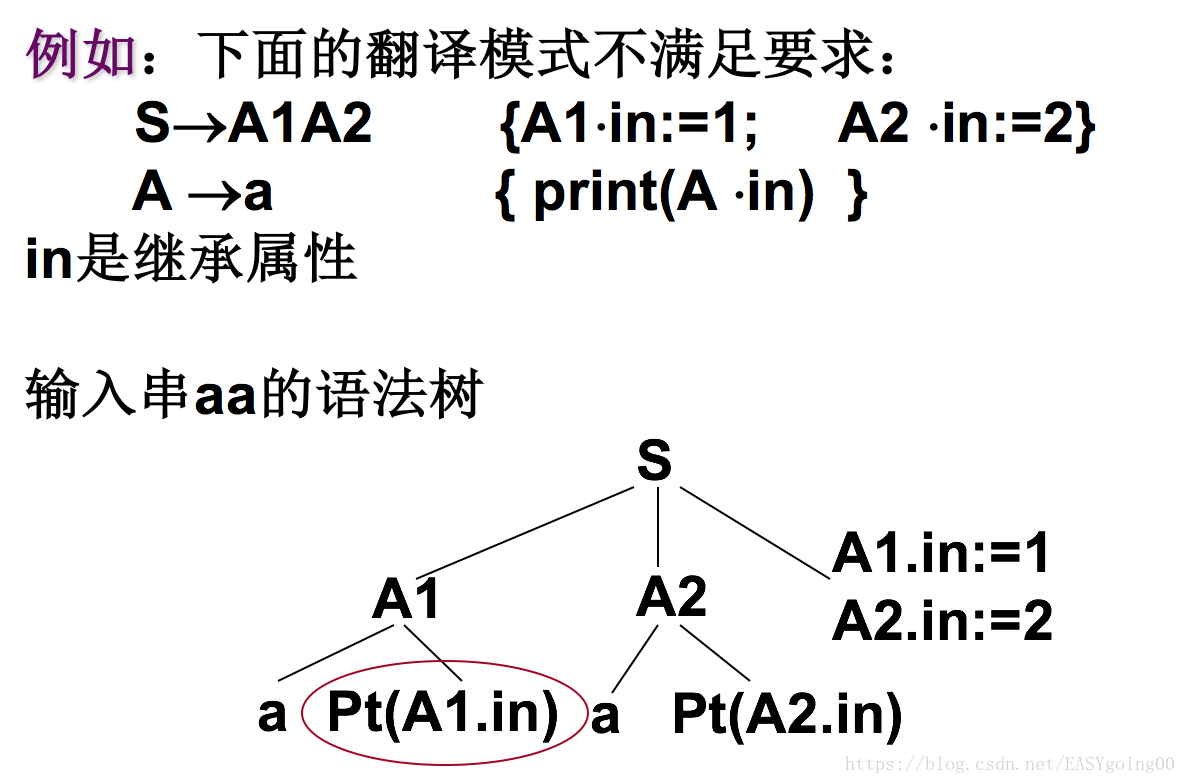 例如：下面的翻译模式不满足要求：
S→A1A2 {A1·in:=1; A2 ·in:=2}
A →a { print(A ·in) }
in是继承属性
输入串aa的语法树
S
A1.in:=1
A1 A2
A2.in:=2
a Pt(A1.in) a Pt(A2.in)
https://blog.csdn.net/EASYgoing00